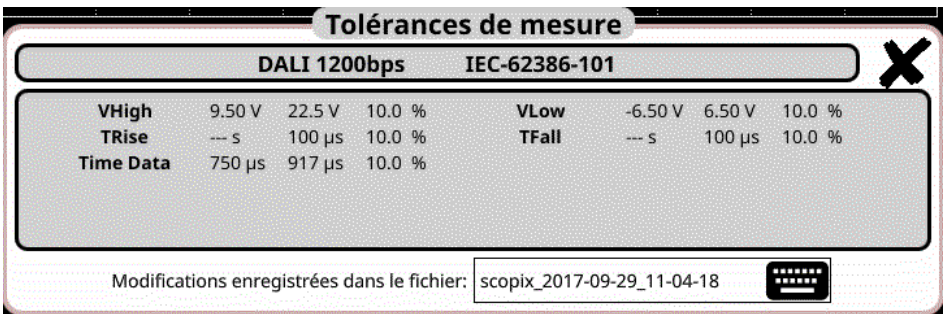 Tolérances de mesure
DALI 1200bps IEC-62386-101
VHigh 9.50 V 22.5 V 10.0 % VLow -6.50 V 6.50 V 10.0 %
TRise --- s 100 µs 10.0 % TFall --- s 100 µs 10.0 %
Time Data 750 µs 917 µs 10.0 %
Modifications enregistrées dans le fichier: scopix_2017-09-29_11-04-18